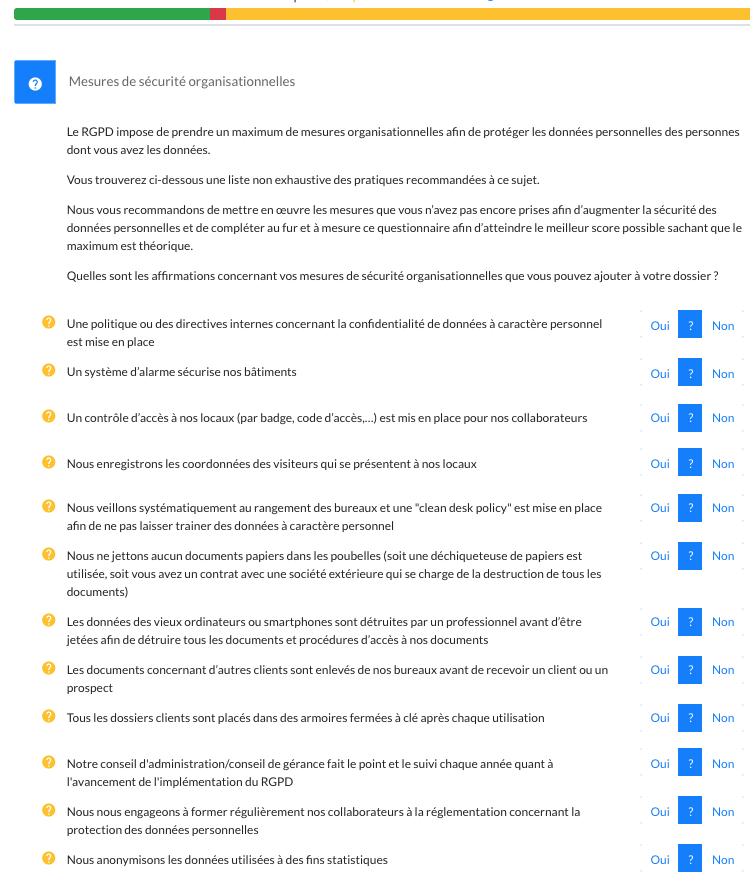 Mesures de sécurité organisationnelles
Le RGPD impose de prendre un maximum de mesures organisationnelles afin de protéger les données personnelles des personnes
dont vous avez les données.
Vous trouverez ci-dessous une liste non exhaustive des pratiques recommandées à ce sujet.
Nous vous recommandons de mettre en œuvre les mesures que vous n'avez pas encore prises afin d'augmenter la sécurité des
données personnelles et de compléter au fur et à mesure ce questionnaire afin d'atteindre le meilleur score possible sachant que le
maximum est théorique.
Quelles sont les affirmations concernant vos mesures de sécurité organisationnelles que vous pouvez ajouter à votre dossier ?
Une politique ou des directives internes concernant la confidentialité de données à caractère personnel
est mise en place
Oui ? Non
Un système d'alarme sécurise nos bâtiments
Oui ? Non
Un contrôle d'accès à nos locaux (par badge, code d'accès,...) est mis en place pour nos collaborateurs
Oui ? Non
Nous enregistrons les coordonnées des visiteurs qui se présentent à nos locaux
Oui ? Non
Nous veillons systématiquement au rangement des bureaux et une "clean desk policy" est mise en place
afin de ne pas laisser trainer des données à caractère personnel
Oui ? Non
Nous ne jettons aucun documents papiers dans les poubelles (soit une déchiqueteuse de papiers est
utilisée, soit vous avez un contrat avec une société extérieure qui se charge de la destruction de tous les
documents)
Oui ? Non
Les données des vieux ordinateurs ou smartphones sont détruites par un professionnel avant d'être
jetées afin de détruire tous les documents et procédures d'accès à nos documents
Oui ? Non
Les documents concernant d'autres clients sont enlevés de nos bureaux avant de recevoir un client ou un
prospect
Oui ? Non
Tous les dossiers clients sont placés dans des armoires fermées à clé après chaque utilisation
Oui ? Non
Notre conseil d'administration/conseil de gérance fait le point et le suivi chaque année quant à
l'avancement de l'implémentation du RGPD
Oui ? Non
Nous nous engageons à former régulièrement nos collaborateurs à la réglementation concernant la
protection des données personnelles
Oui ? Non
Nous anonymisons les données utilisées à des fins statistiques
Oui ? Non